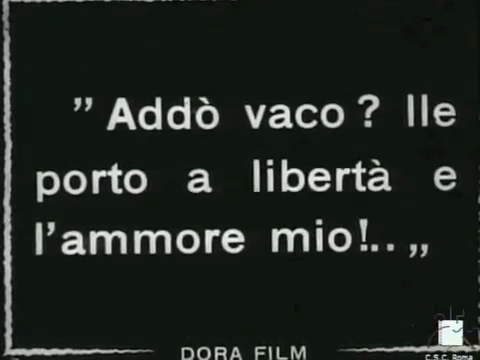 ” Addò vaco? Ile
porto a libertà e
l’ammore mio!..„
DORA FILM
C.S.C. Roma